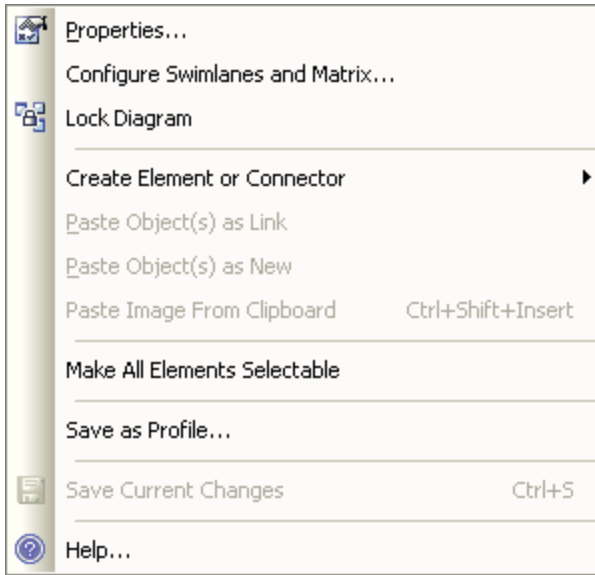 Properties...
Configure Swimlanes and Matrix...
Lock Diagram
Create Element or Connector
Paste Object(s) as Link
Paste Object(s) as New
Paste Image From Clipboard Ctrl+Shift+Insert
Make All Elements Selectable
Save as Profile...
Save Current Changes Ctrl+S
Help...